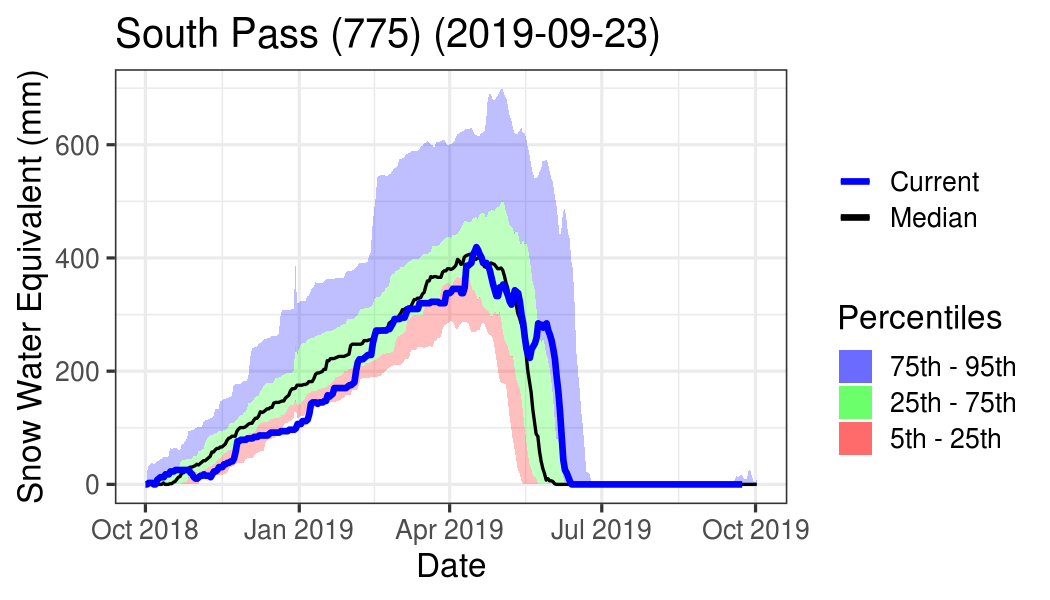 South Pass (775) (2019-09-23)
Snow Water Equivalent (mm)
600
400
200
0
Oct 2018
Jan 2019
Apr 2019
Jul 2019
Oct 2019
Date
Current
Median
Percentiles
75th - 95th
25th - 75th
5th - 25th